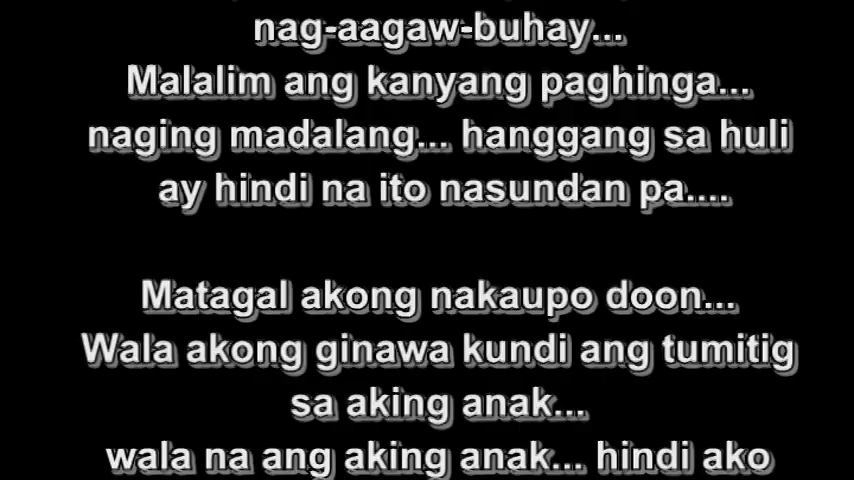 nag-aagaw-buhay...
Malalim ang kanyang paghinga...
naging madalang... hanggang sa huli
ay hindi na ito nasundan pa....
Matagal akong nakaupo doon...
Wala akong ginawa kundi ang tumitig
sa aking anak...
wala na ang aking anak... hindi ako